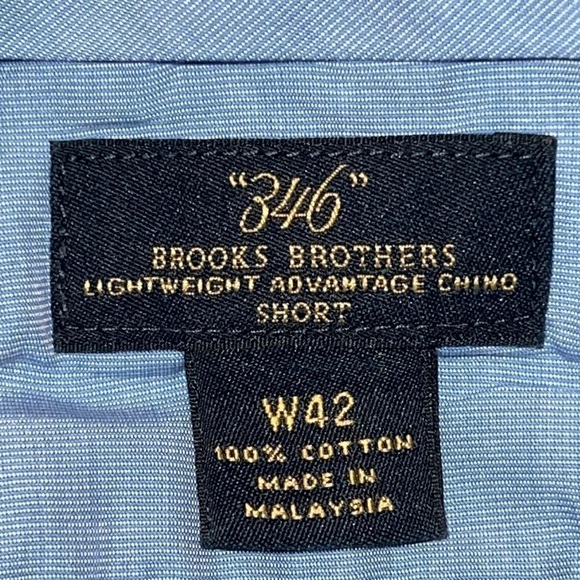 "346"
BROOKS BROTHERS
LIGHTWEIGHT ADVANTAGE CHINO
SHORT
W42
100% COTTON
MADE IN
MALAYSIA